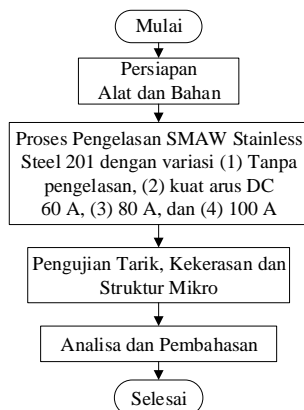 Mulai
Persiapan
Alat dan Bahan
Proses Pengelasan SMAW Stainless
Steel 201 dengan variasi (1) Tanpa
pengelasan, (2) kuat arus DC
60 A, (3) 80 A, dan (4) 100 A
Pengujian Tarik, Kekerasan dan
Struktur Mikro
Analisa dan Pembahasan
Selesai